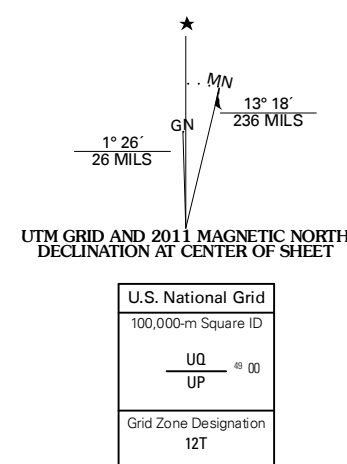 ★
MN
GN
13° 18´
236 MILS
1° 26´
26 MILS
UTM GRID AND 2011 MAGNETIC NORTH
DECLINATION AT CENTER OF SHEET
U.S. National Grid
100,000-m Square ID
UQ
UP
49 00
Grid Zone Designation
12T